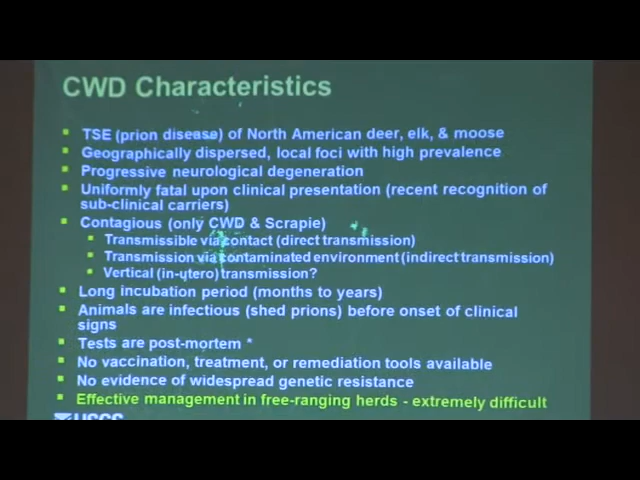 CWD Characteristics
TSE (prion disease) of North American deer, elk, & moose
Geographically dispersed, local foci with high prevalence
Progressive neurological degeneration
Uniformly fatal upon clinical presentation (recent recognition of
sub-clinical carriers)
Contagious (only CWD & Scrapie)
Transmissible via contact (direct transmission)
Transmission via contaminated environment (indirect transmission)
Vertical (in-utero) transmission?
Long incubation period (months to years)
Animals are infectious (shed prions) before onset of clinical
signs
Tests are post-mortem *
No vaccination, treatment, or remediation tools available
No evidence of widespread genetic resistance
Effective management in free-ranging herds - extremely difficult
USGS